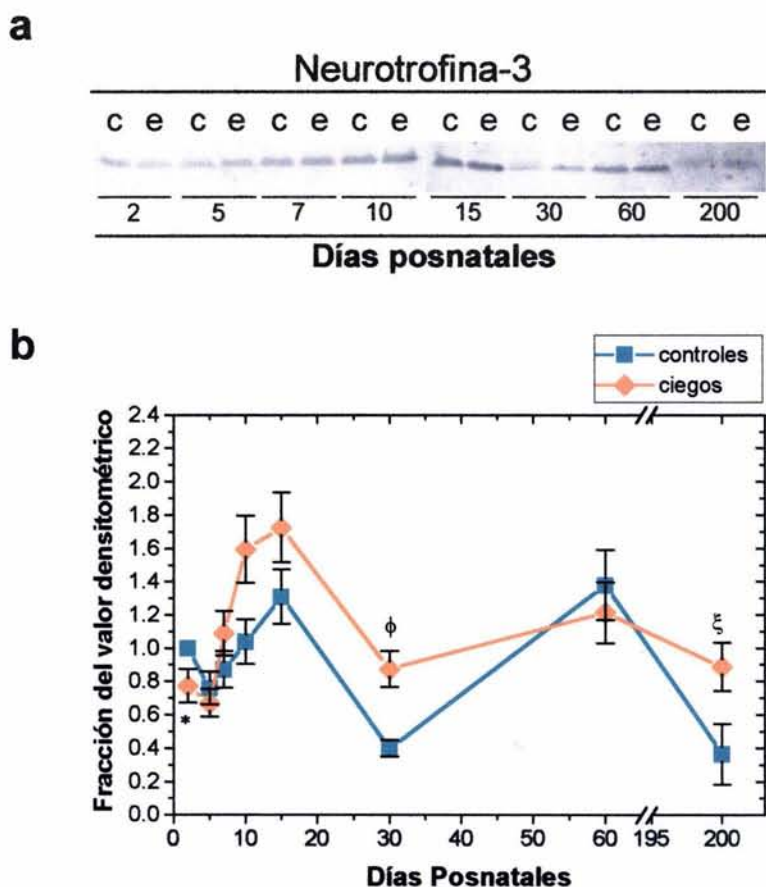 a
Neurotrofina-3
c e c e c e c e c e c e c e c e
2 5 7 10 15 30 60 200
Días posnatales
b
controles
ciegos
Fracción del valor densitométrico
2.4
2.2
2.0
1.8
1.6
1.4
1.2
1.0
0.8
0.6
0.4
0.2
0.0
*
ϕ
ξ
0 10 20 30 40 50 60 195 200
Días Posnatales